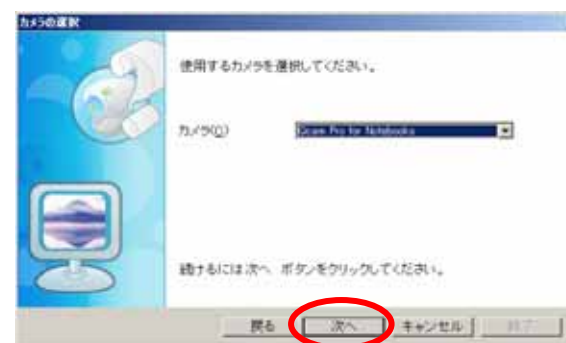 カメラの選択
使用するカメラを選択してください。
カメラ(C)
Qcam Pro for Notebooks
続けるには 次へ ボタンをクリックしてください。
戻る
次へ
キャンセル
終了